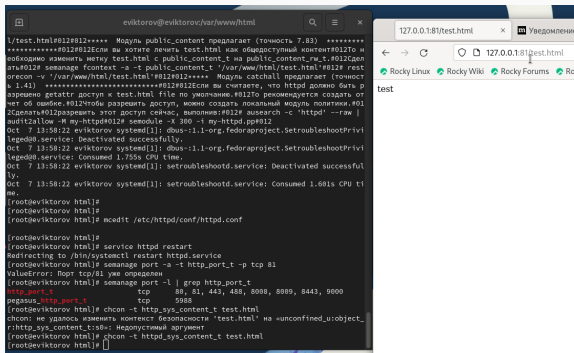 eviktorov@eviktorov:/var/www/html
l/test.html#012#012***** Модуль public_content предлагает (точность 7.83) *********
************#012#012Если вы хотите лечить test.html как общедоступный контент#012То н
еобходимо изменить метку test.html с public_content_t на public_content_rw_t.#012Сдел
ать#012# semanage fcontext -a -t public_content_t '/var/www/html/test.html'#012# rest
orecon -v '/var/www/html/test.html'#012#012***** Модуль catchall предлагает (точност
ь 1.41) **************************#012#012Если вы считаете, что httpd должно быть р
азрешено getattr доступ к test.html file по умолчанию.#012То рекомендуется создать от
чет об ошибке.#012Чтобы разрешить доступ, можно создать локальный модуль политики.#01
2Сделать#012разрешить этот доступ сейчас, выполнив:#012# ausearch -c 'httpd' --raw |
audit2allow -M my-httpd#012# semodule -X 300 -i my-httpd.pp#012
Oct 7 13:58:22 eviktorov systemd[1]: dbus-:1.1-org.fedoraproject.SetroubleshootPrivi
leged@0.service: Deactivated successfully.
Oct 7 13:58:22 eviktorov systemd[1]: dbus-:1.1-org.fedoraproject.SetroubleshootPrivi
leged@0.service: Consumed 1.755s CPU time.
Oct 7 13:58:22 eviktorov systemd[1]: setroubleshootd.service: Deactivated successful
ly.
Oct 7 13:58:22 eviktorov systemd[1]: setroubleshootd.service: Consumed 1.601s CPU ti
me.
[root@eviktorov html]#
[root@eviktorov html]#
[root@eviktorov html]# mcedit /etc/httpd/conf/httpd.conf
[root@eviktorov html]#
[root@eviktorov html]# service httpd restart
Redirecting to /bin/systemctl restart httpd.service
[root@eviktorov html]# semanage port -a -t http_port_t -p tcp 81
ValueError: Порт tcp/81 уже определен
[root@eviktorov html]# semanage port -l | grep http_port_t
http_port_t tcp 80, 81, 443, 488, 8008, 8009, 8443, 9000
pegasus_http_port_t tcp 5988
[root@eviktorov html]# chcon -t http_sys_content_t test.html
chcon: не удалось изменить контекст безопасности 'test.html' на «unconfined_u:object_
r:http_sys_content_t:s0»: Недопустимый аргумент
[root@eviktorov html]# chcon -t httpd_sys_content_t test.html
[root@eviktorov html]#
127.0.0.1:81/test.html
Уведомление
127.0.0.1:81/test.html
Rocky Linux Rocky Wiki Rocky Forums Ro
test